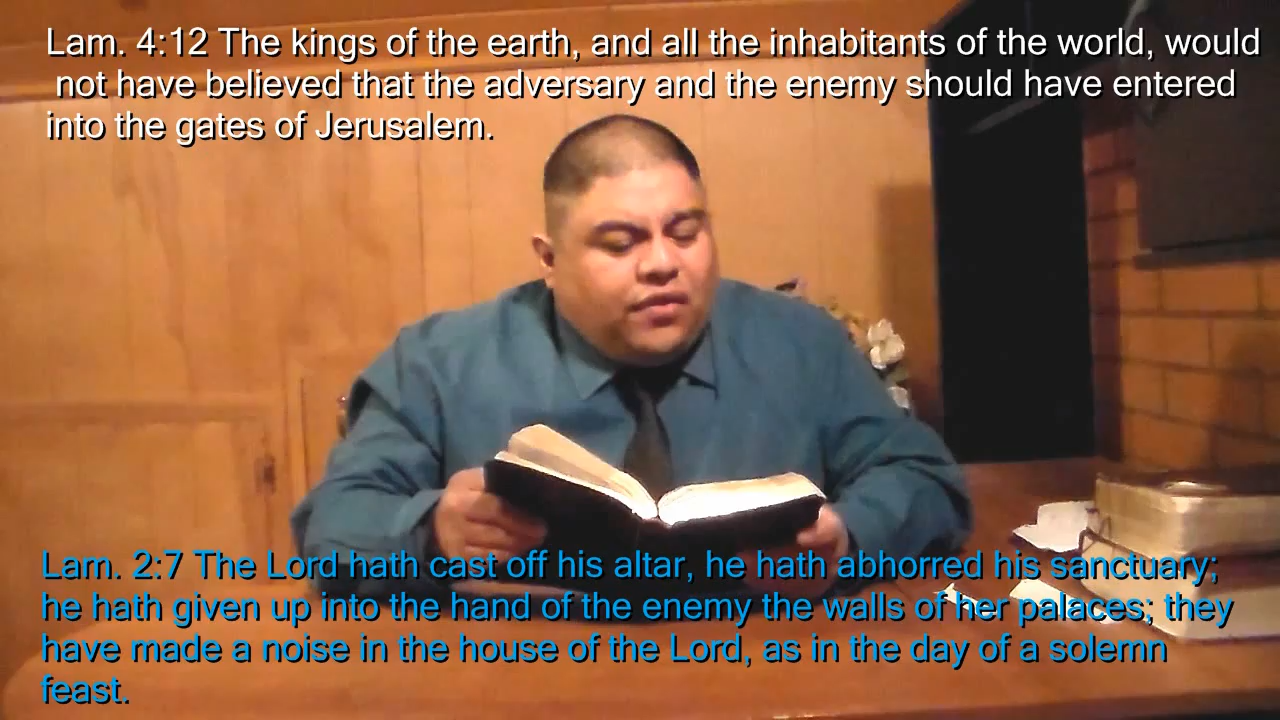 Lam. 4:12 The kings of the earth, and all the inhabitants of the world, would
not have believed that the adversary and the enemy should have entered
into the gates of Jerusalem.
Lam. 2:7 The Lord hath cast off his altar, he hath abhorred his sanctuary;
he hath given up into the hand of the enemy the walls of her palaces; they
have made a noise in the house of the Lord, as in the day of a solemn
feast.